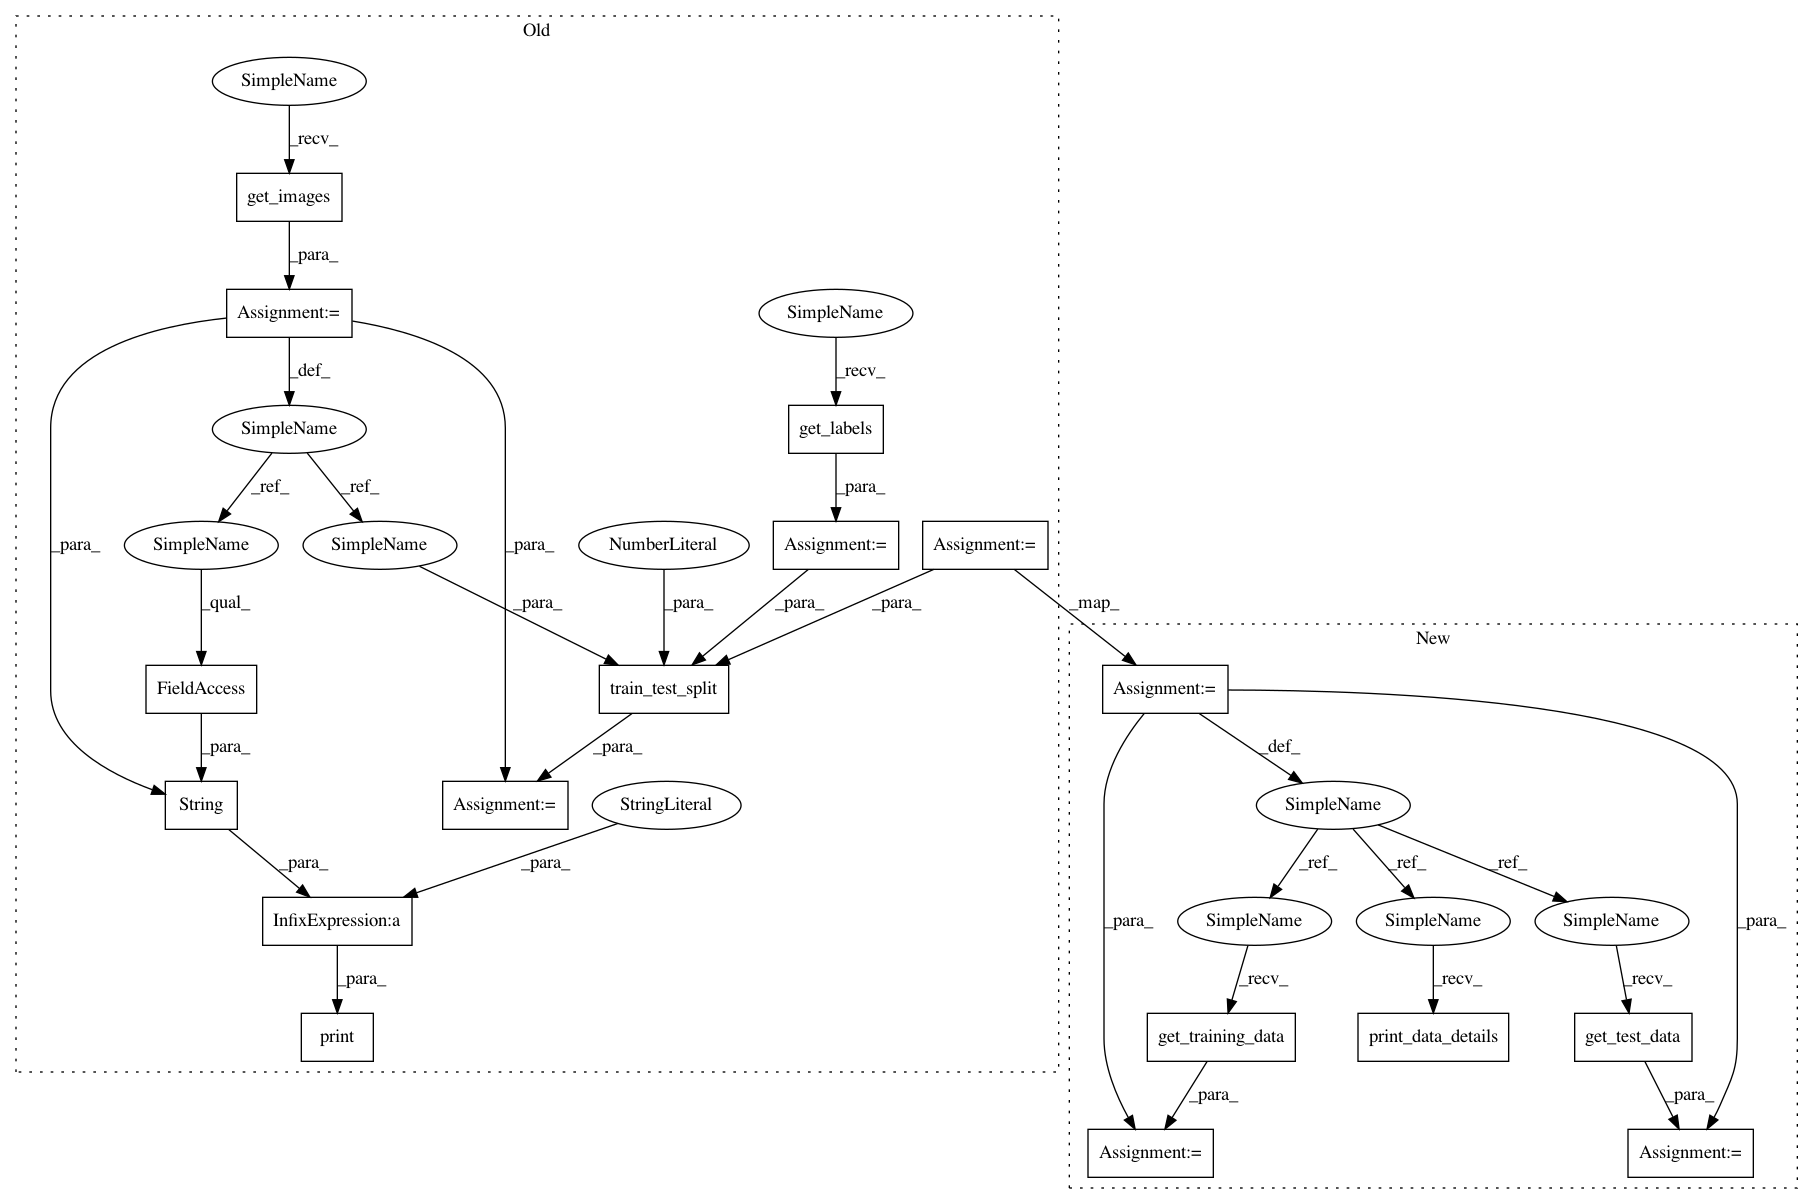 Old
SimpleName
_recv_
get_images
_para_
Assignment:=
SimpleName
_def_
_recv_
SimpleName
get_labels
_ref_
_ref_
_para_
_para_
_para_
SimpleName
SimpleName
NumberLiteral
Assignment:=
Assignment:=
_qual_
_para_
_para_
_para_
_para_
_map_
New
FieldAccess
train_test_split
Assignment:=
_para_
_para_
_def_
String
Assignment:=
StringLiteral
SimpleName
_para_
_para_
_ref_
_ref_
_ref_
InfixExpression:a
_para_
SimpleName
SimpleName
SimpleName
_para_
_para_
_recv_
_recv_
_recv_
print
get_training_data
print_data_details
get_test_data
_para_
_para_
Assignment:=
Assignment:=